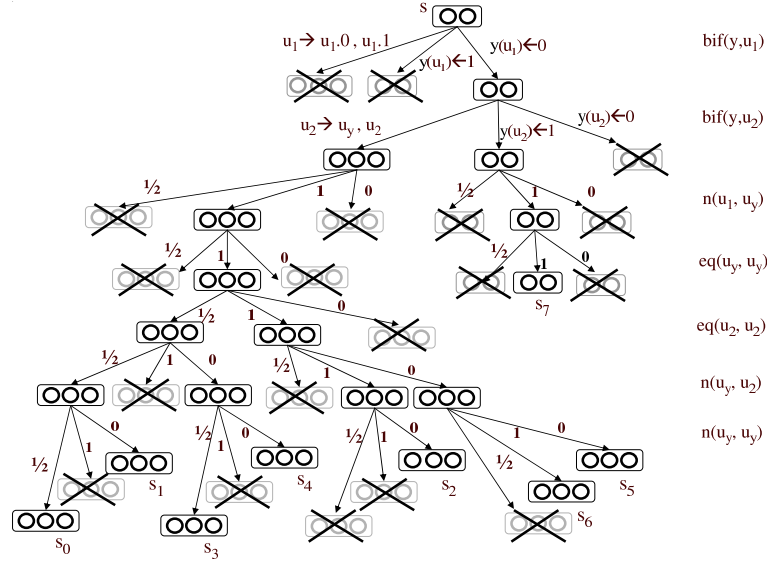 s
u1→ u1.0 , u1.1
y(u1)←1
y(u1)←0
bif(y,u1)
u2→ uy , u2
y(u2)←1
y(u2)←0
bif(y,u2)
½ 1 0 ½ 1 0
n(u1, uy)
½ 1 0 ½ 1 0
eq(uy, uy)
s7
½ 1 0
eq(u2, u2)
½ 1 0 ½ 1 0
n(uy, u2)
½ 1 0 ½ 1 0 ½ 1 0 ½ 1 0
n(uy, uy)
s1 s4 s2 s5
s6
s0 s3